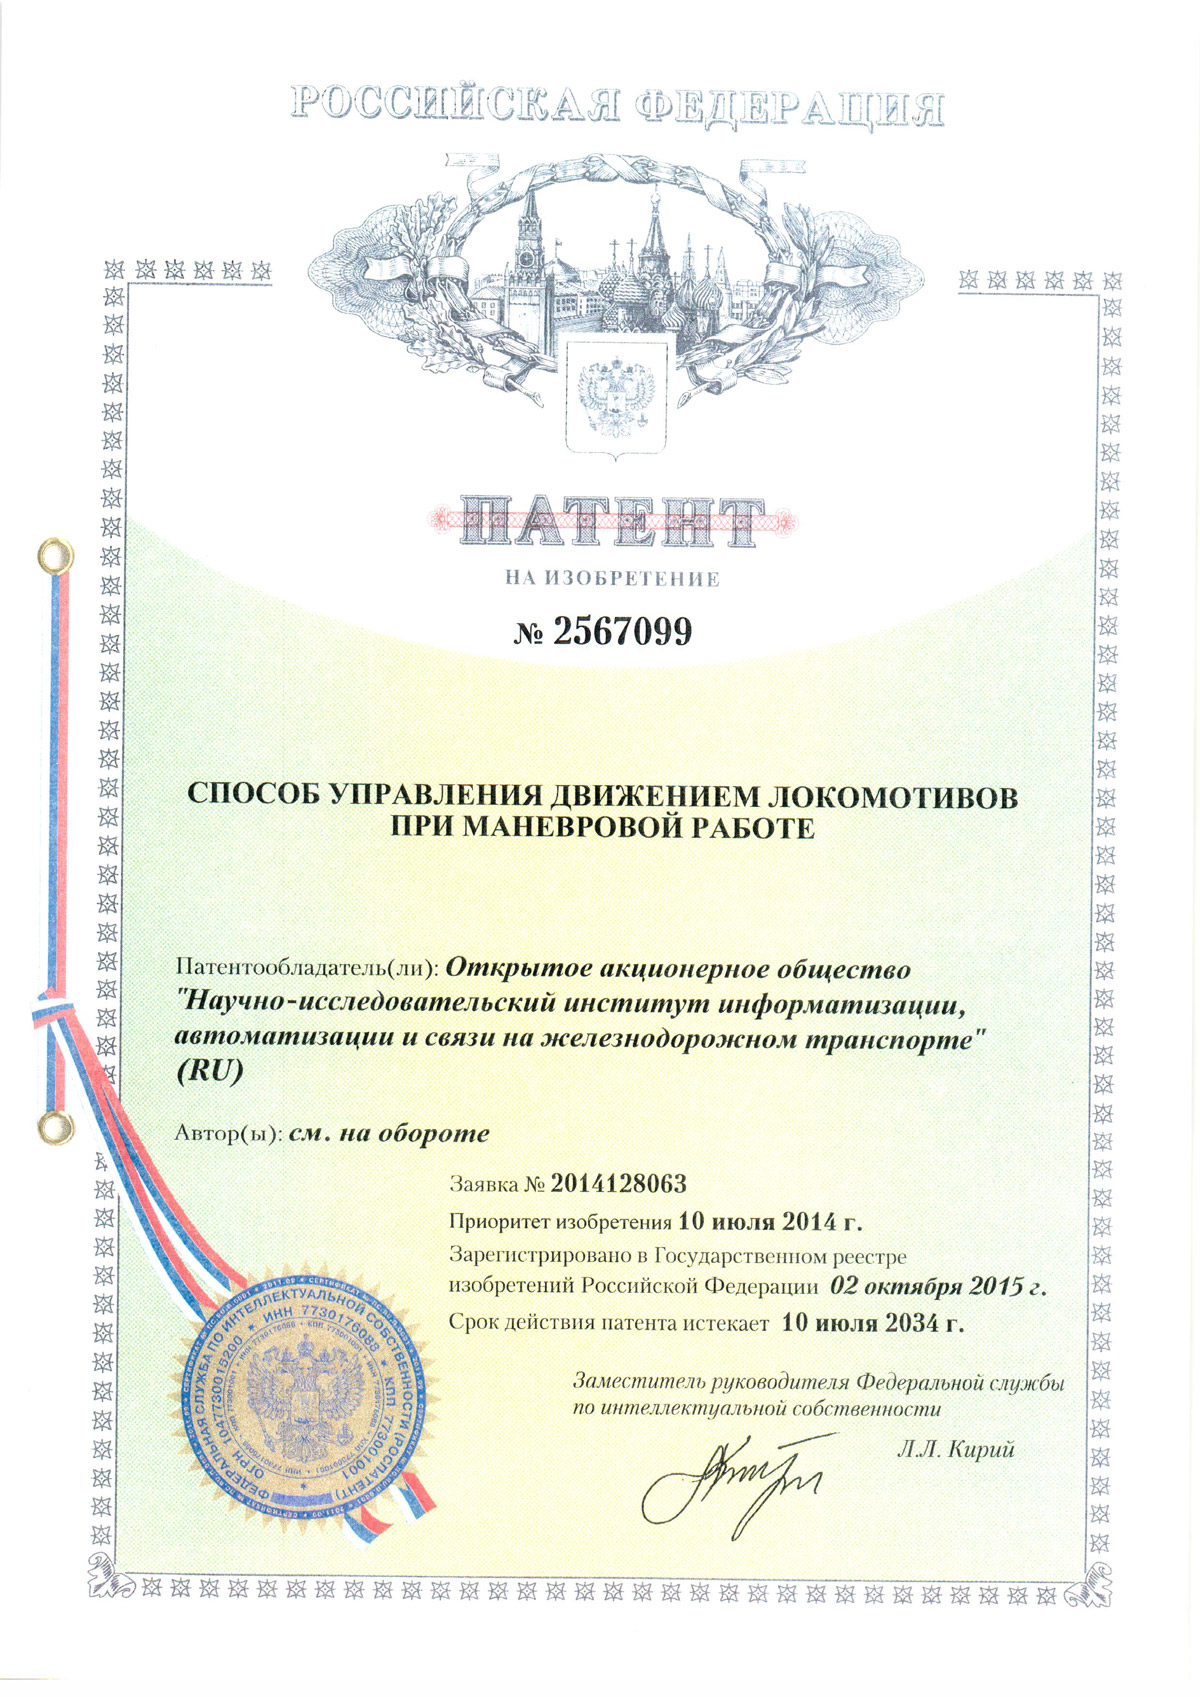 РОССИЙСКАЯ ФЕДЕРАЦИЯ
ПАТЕНТ
НА ИЗОБРЕТЕНИЕ
№ 2567099
СПОСОБ УПРАВЛЕНИЯ ДВИЖЕНИЕМ ЛОКОМОТИВОВ
ПРИ МАНЕВРОВОЙ РАБОТЕ
Патентообладатель(ли): Открытое акционерное общество
"Научно-исследовательский институт информатизации,
автоматизации и связи на железнодорожном транспорте"
(RU)
Автор(ы): см. на обороте
Заявка № 2014128063
Приоритет изобретения 10 июля 2014 г.
Зарегистрировано в Государственном реестре
изобретений Российской Федерации 02 октября 2015 г.
Срок действия патента истекает 10 июля 2034 г.
Заместитель руководителя Федеральной службы
по интеллектуальной собственности
Л.Л. Кирий
ФЕДЕРАЛЬНАЯ СЛУЖБА ПО ИНТЕЛЛЕКТУАЛЬНОЙ СОБСТВЕННОСТИ (РОСПАТЕНТ)
ОГРН 1047730015200 * ИНН 7730176088 * КПП 773001001